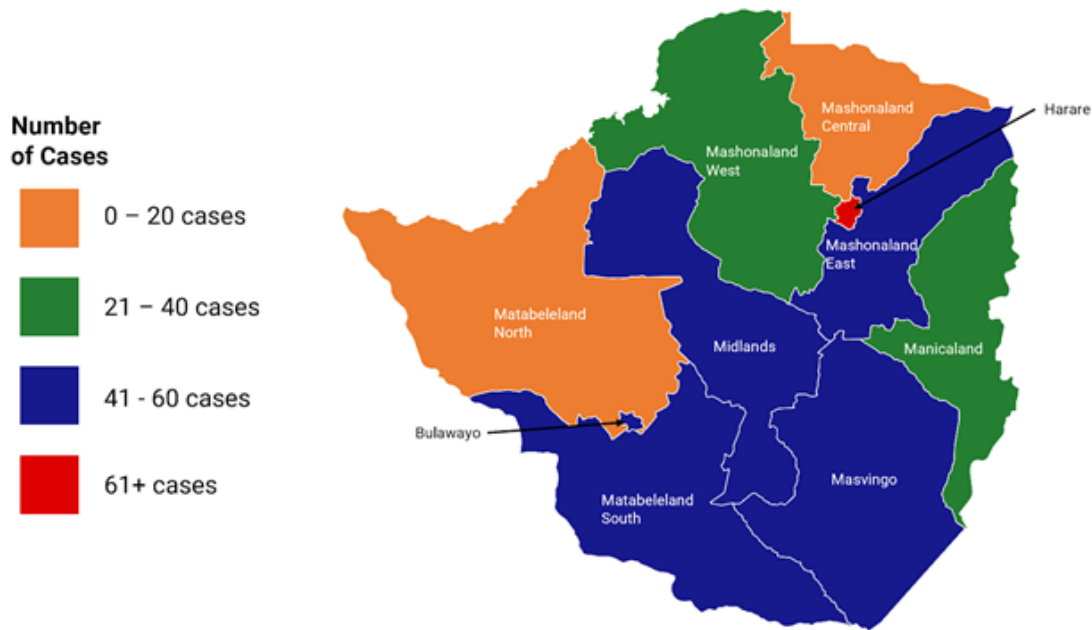 Number
of Cases
0 – 20 cases
21 – 40 cases
41 - 60 cases
61+ cases
Mashonaland
Central
Harare
Mashonaland
West
Mashonaland
East
Matabeleland
North
Midlands
Manicaland
Bulawayo
Masvingo
Matabeleland
South